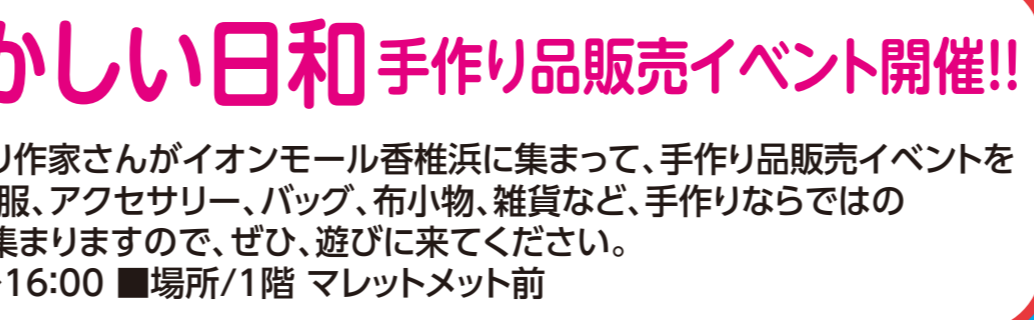 かしい日和 手作り品販売イベント開催!!
り作家さんがイオンモール香椎浜に集まって、手作り品販売イベントを
服、アクセサリー、バッグ、布小物、雑貨など、手作りならではの
集まりますので、ぜひ、遊びに来てください。
16:00 ■場所/1階 マレットメット前